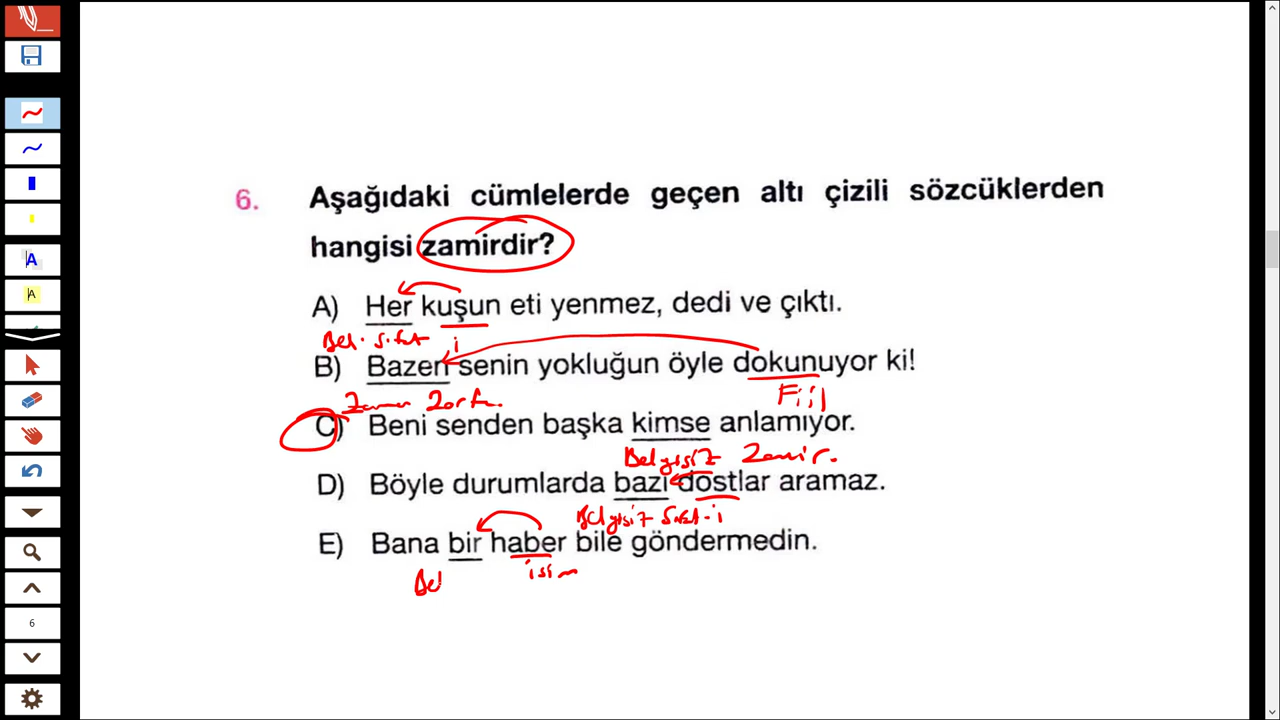 6. Aşağıdaki cümlelerde geçen altı çizili sözcüklerden
hangisi zamirdir?
A) Her kuşun eti yenmez, dedi ve çıktı.
Bel. Sıfat i
B) Bazen senin yokluğun öyle dokunuyor ki!
Zaman Zarfı Fiil
C) Beni senden başka kimse anlamıyor.
Belgisiz Zamir.
D) Böyle durumlarda bazı dostlar aramaz.
Belgisiz Sıfat i
E) Bana bir haber bile göndermedin.
Bel isim
A
A
6